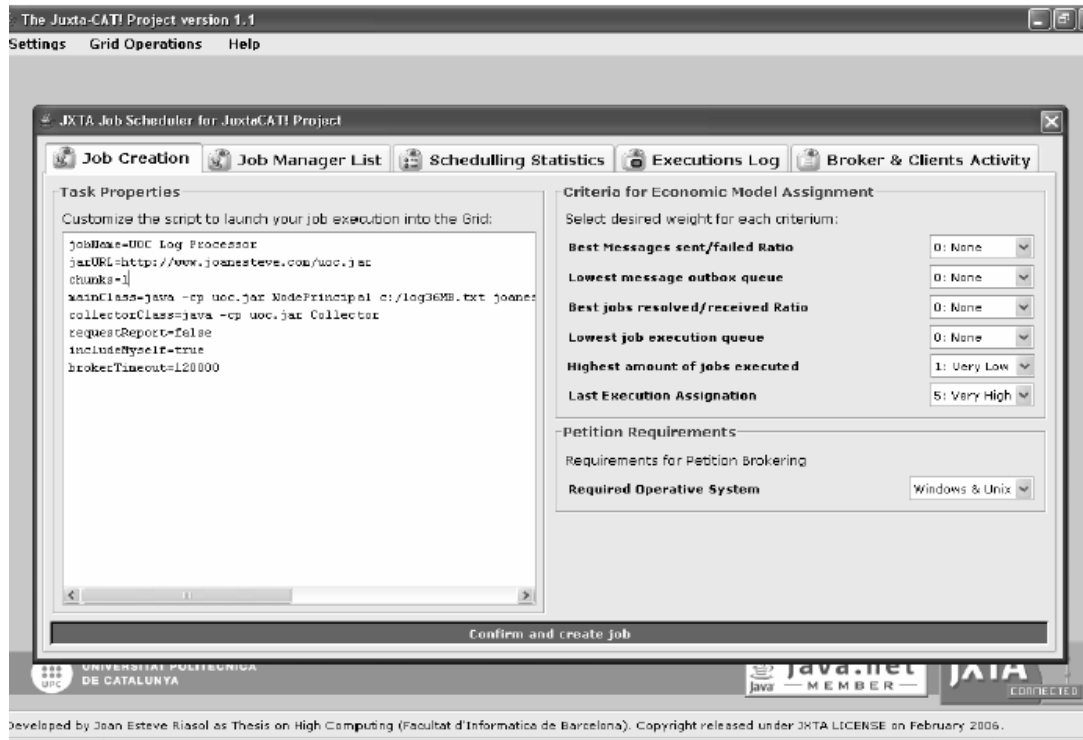 The Juxta-CAT! Project version 1.1
Settings Grid Operations Help
JXTA Job Scheduler for JuxtaCAT! Project
Job Creation Job Manager List Schedulling Statistics Executions Log Broker & Clients Activity
Task Properties
Customize the script to launch your job execution into the Grid:
jobName=UOC Log Processor
jarURL=http://www.joanesteve.com/uoc.jar
chunks=1
mainClass=java -cp uoc.jar NodePrincipal c:/log36MB.txt joanes
collectorClass=java -cp uoc.jar Collector
requestReport=false
includeMyself=true
brokerTimeout=120000
Criteria for Economic Model Assignment
Select desired weight for each criterium:
Best Messages sent/failed Ratio 0: None
Lowest message outbox queue 0: None
Best jobs resolved/received Ratio 0: None
Lowest job execution queue 0: None
Highest amount of jobs executed 1: Very Low
Last Execution Assignation 5: Very High
Petition Requirements
Requirements for Petition Brokering
Required Operative System Windows & Unix
Confirm and create job
UPC
UNIVERSITAT POLITECNICA
DE CATALUNYA
Java
java.net
MEMBER
JXTA
CONNECTED
Developed by Joan Esteve Riasol as Thesis on High Computing (Facultat d'Informatica de Barcelona). Copyright released under JXTA LICENSE on February 2006.